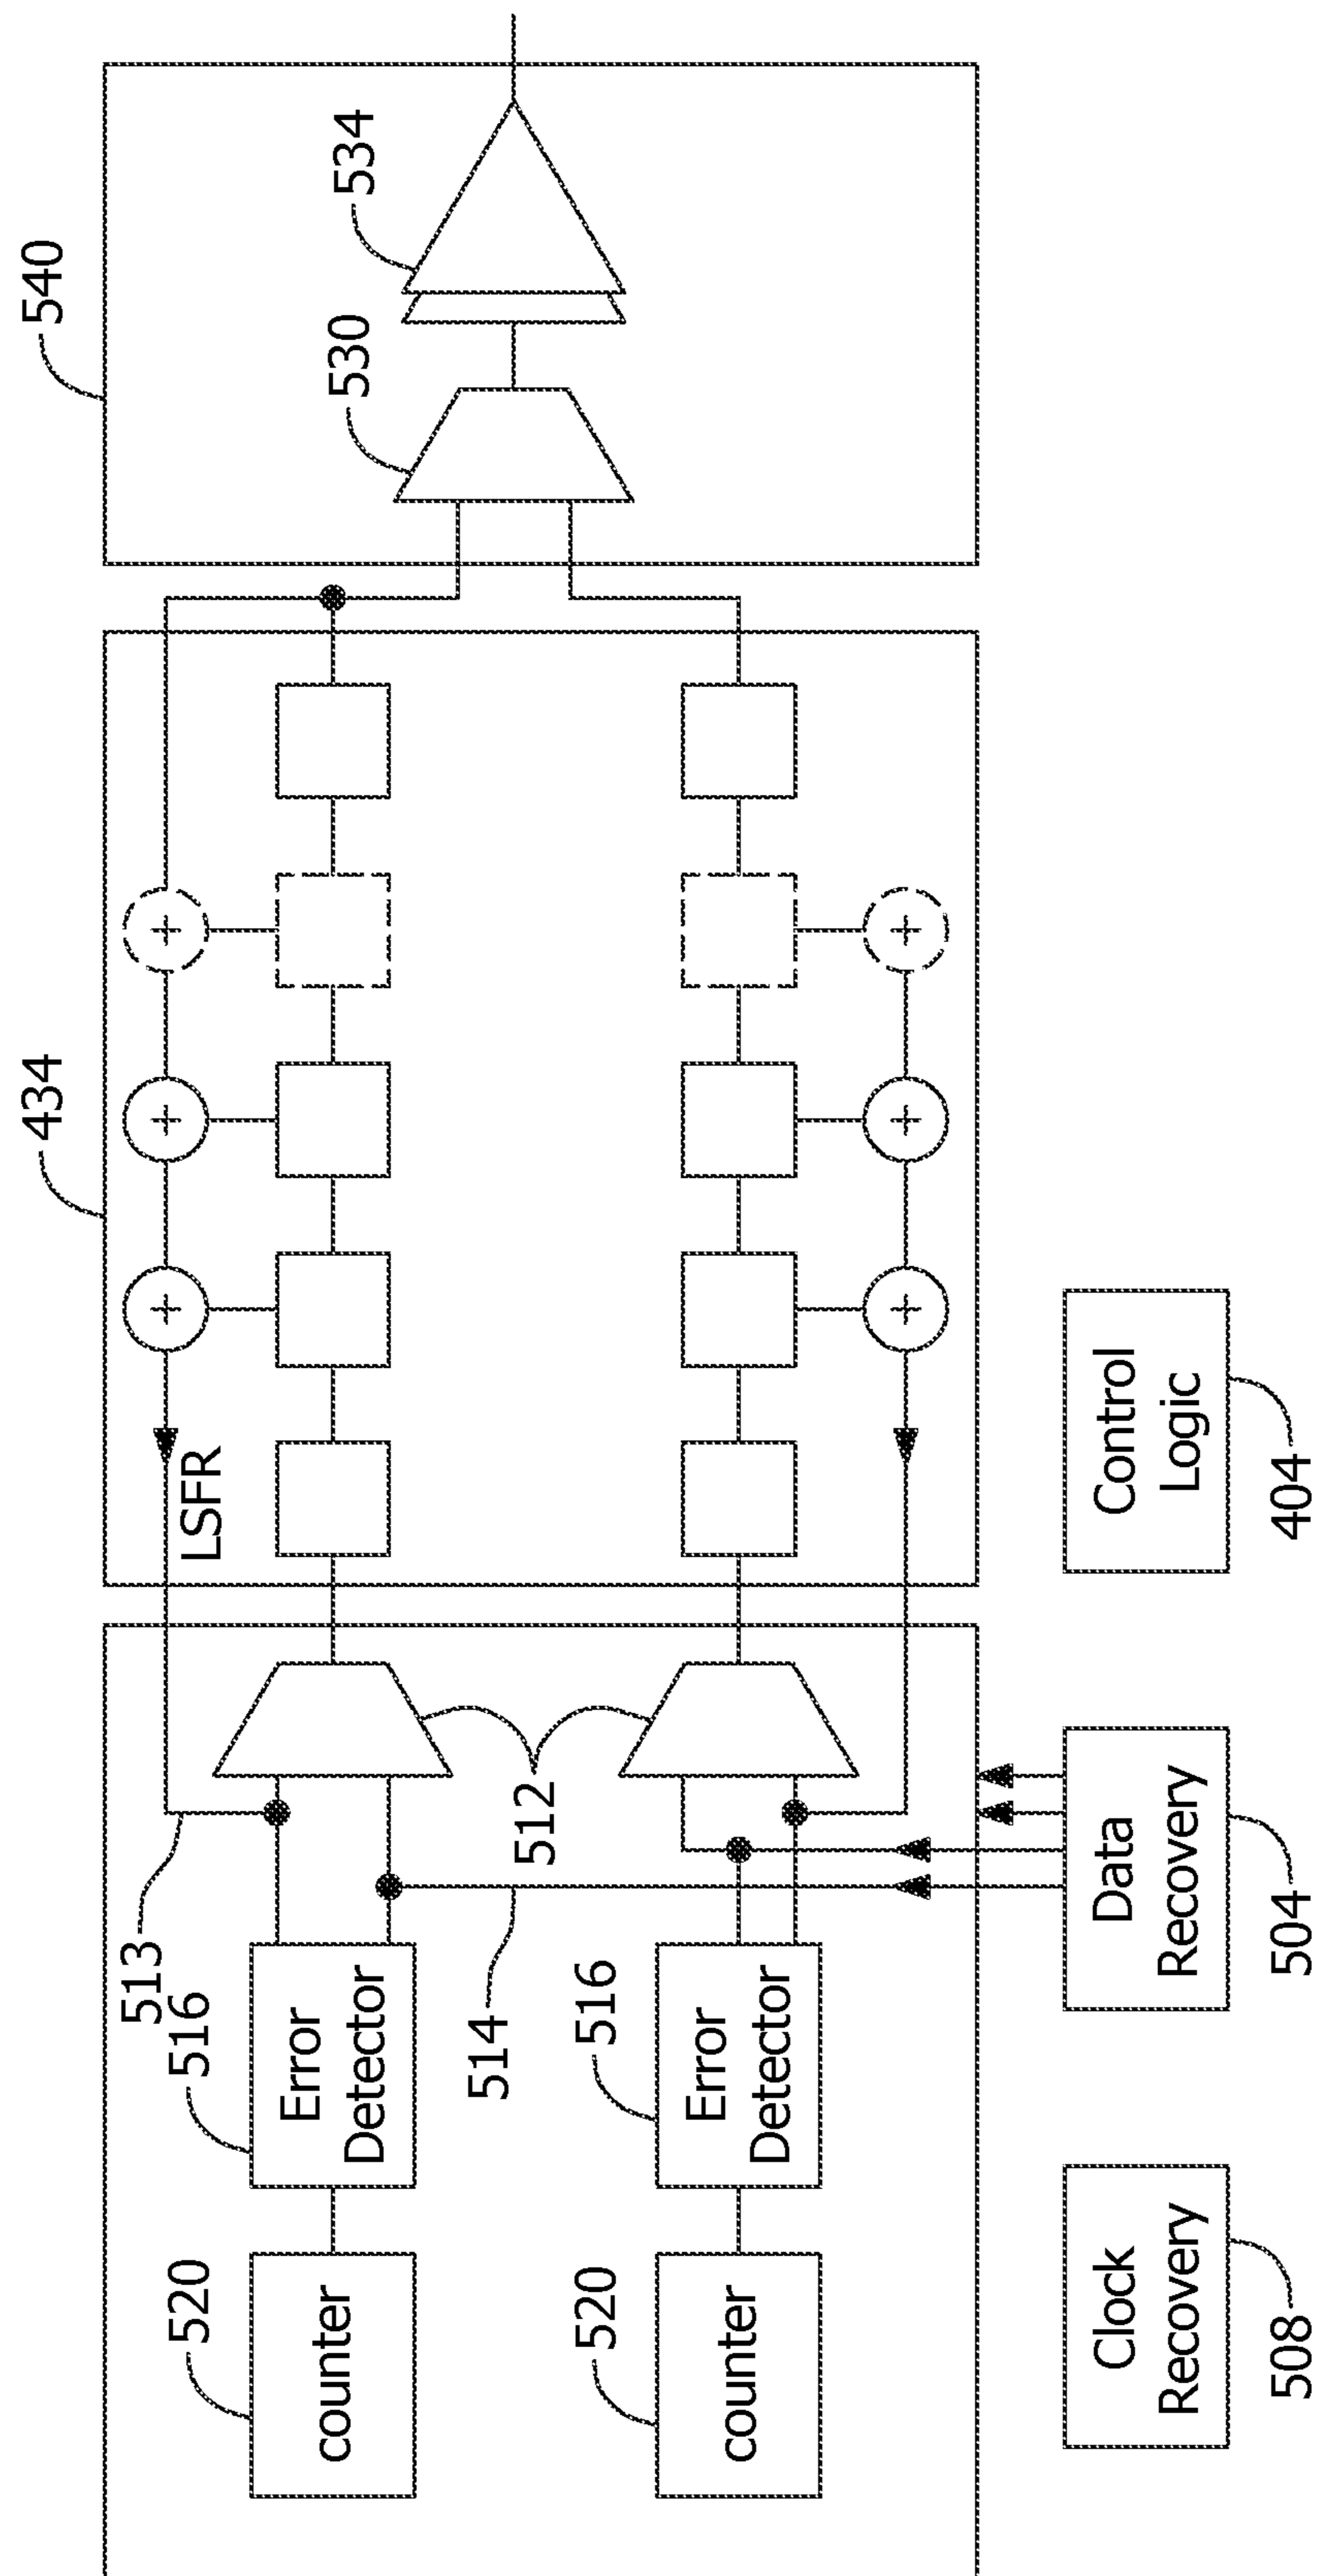 540
534
530
434
LSFR
513
516
Error
Detector
520
counter
512
514
516
Error
Detector
520
counter
Control
Logic
404
Data
Recovery
504
Clock
Recovery
508